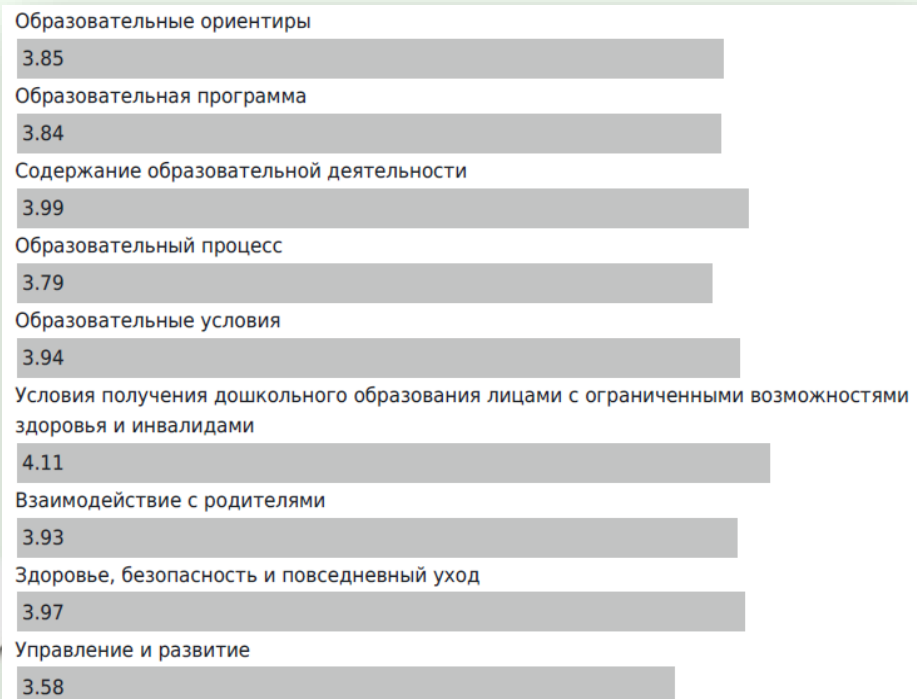 Образовательные ориентиры
3.85
Образовательная программа
3.84
Содержание образовательной деятельности
3.99
Образовательный процесс
3.79
Образовательные условия
3.94
Условия получения дошкольного образования лицами с ограниченными возможностями
здоровья и инвалидами
4.11
Взаимодействие с родителями
3.93
Здоровье, безопасность и повседневный уход
3.97
Управление и развитие
3.58